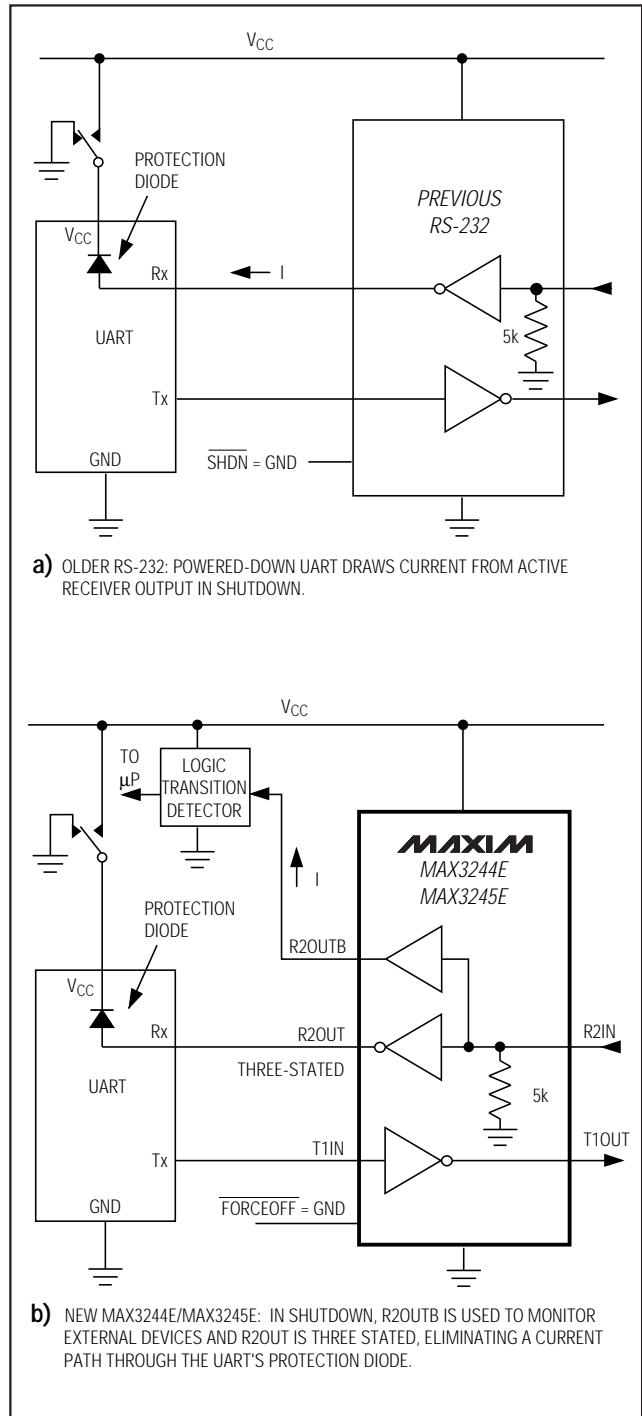 VCC
PROTECTION
DIODE
VCC
Rx
I
UART
Tx
GND
PREVIOUS
RS-232
5k
SHDN = GND
a) OLDER RS-232: POWERED-DOWN UART DRAWS CURRENT FROM ACTIVE
RECEIVER OUTPUT IN SHUTDOWN.
VCC
TO
µP
LOGIC
TRANSITION
DETECTOR
I
MAXIM
MAX3244E
MAX3245E
PROTECTION
DIODE
R2OUTB
VCC
Rx
R2OUT
THREE-STATED
R2IN
UART
5k
Tx
T1IN
T1OUT
GND
FORCEOFF = GND
b) NEW MAX3244E/MAX3245E: IN SHUTDOWN, R2OUTB IS USED TO MONITOR
EXTERNAL DEVICES AND R2OUT IS THREE STATED, ELIMINATING A CURRENT
PATH THROUGH THE UART'S PROTECTION DIODE.